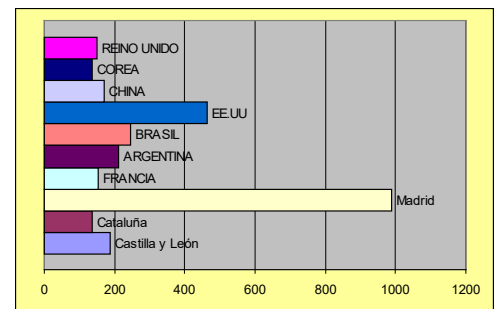 REINO UNIDO
COREA
CHINA
EE.UU
BRASIL
ARGENTINA
FRANCIA
Madrid
Cataluña
Castilla y León
0 200 400 600 800 1000 1200